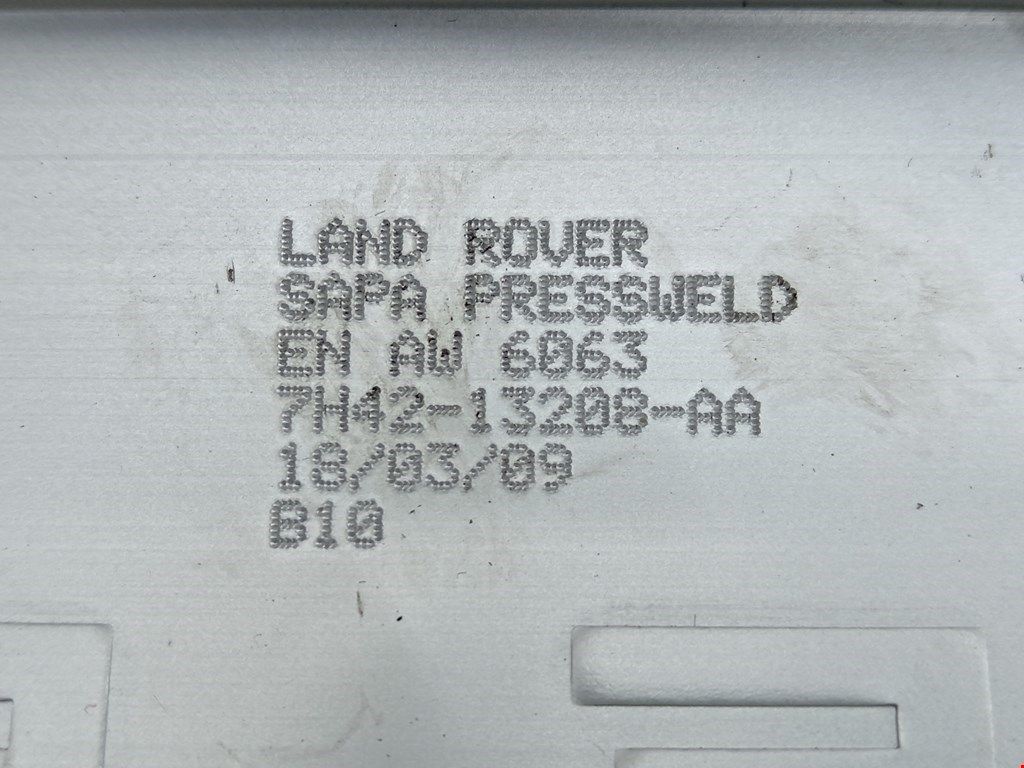 LAND ROVER
SAPA PRESSWELD
EN AW 6063
7H42-13208-AA
18/03/09
B10